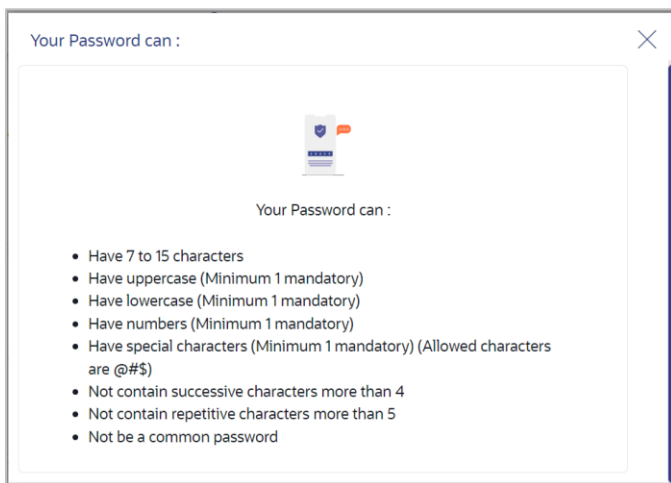 Your Password can :
Your Password can :
• Have 7 to 15 characters
• Have uppercase (Minimum 1 mandatory)
• Have lowercase (Minimum 1 mandatory)
• Have numbers (Minimum 1 mandatory)
• Have special characters (Minimum 1 mandatory) (Allowed characters
are @#$)
• Not contain successive characters more than 4
• Not contain repetitive characters more than 5
• Not be a common password